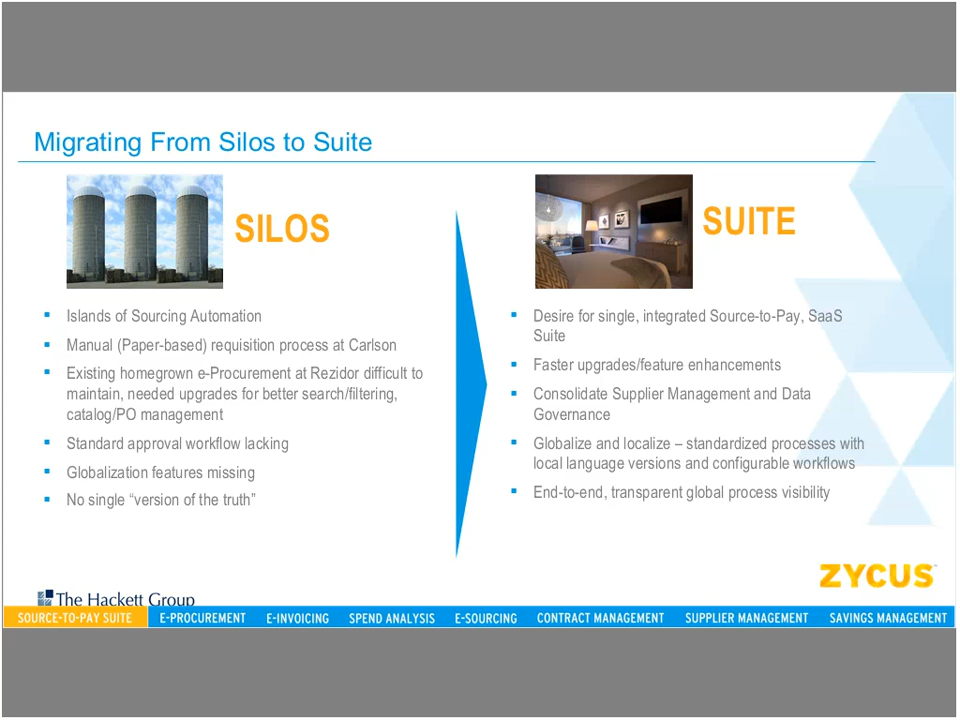 Migrating From Silos to Suite
SILOS
▪ Islands of Sourcing Automation
▪ Manual (Paper-based) requisition process at Carlson
▪ Existing homegrown e-Procurement at Rezidor difficult to
maintain, needed upgrades for better search/filtering,
catalog/PO management
▪ Standard approval workflow lacking
▪ Globalization features missing
▪ No single “version of the truth”
SUITE
▪ Desire for single, integrated Source-to-Pay, SaaS
Suite
▪ Faster upgrades/feature enhancements
▪ Consolidate Supplier Management and Data
Governance
▪ Globalize and localize – standardized processes with
local language versions and configurable workflows
▪ End-to-end, transparent global process visibility
ZYCUS™
The Hackett Group
SOURCE-TO-PAY SUITE E-PROCUREMENT E-INVOICING SPEND ANALYSIS E-SOURCING CONTRACT MANAGEMENT SUPPLIER MANAGEMENT SAVINGS MANAGEMENT